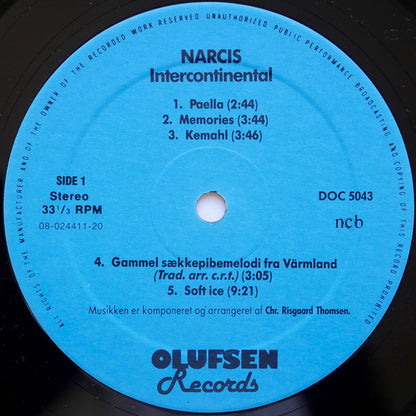 ALL RIGHTS OF THE MANUFACTURER AND OF THE OWNER OF THE RECORDED WORK RESERVED UNAUTHORIZED PUBLIC PERFORMANCE BROADCASTING AND COPYING OF THIS RECORD PROHIBITED
NARCIS
Intercontinental
1. Paella (2:44)
2. Memories (3:44)
3. Kemahl (3:46)
SIDE 1
Stereo
33 1/3 RPM
08-024411-20
DOC 5043
ncb
4. Gammel sækkepibemelodi fra Värmland
(Trad. arr. c.r.t.) (3:05)
5. Soft ice (9:21)
Musikken er komponeret og arrangeret af Chr. Risgaard Thomsen.
OLUFSEN
Records